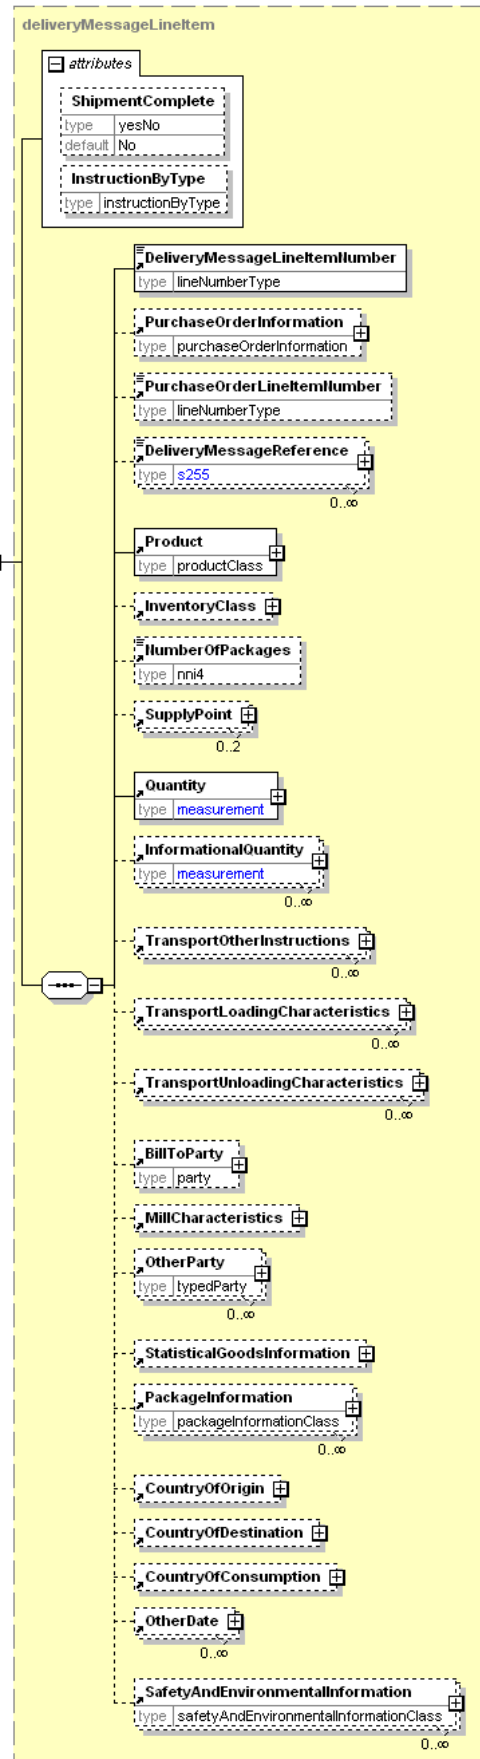 deliveryMessageLineItem
attributes
ShipmentComplete
type yesNo
default No
InstructionByType
type instructionByType
DeliveryMessageLineItemNumber
type lineNumberType
PurchaseOrderInformation
type purchaseOrderInformation
PurchaseOrderLineItemNumber
type lineNumberType
DeliveryMessageReference
type s255
0..∞
Product
type productClass
InventoryClass
NumberOfPackages
type nni4
SupplyPoint
0..2
Quantity
type measurement
InformationalQuantity
type measurement
0..∞
TransportOtherInstructions
0..∞
TransportLoadingCharacteristics
0..∞
TransportUnloadingCharacteristics
0..∞
BillToParty
type party
MillCharacteristics
OtherParty
type typedParty
0..∞
StatisticalGoodsInformation
PackageInformation
type packageInformationClass
0..∞
CountryOfOrigin
CountryOfDestination
CountryOfConsumption
OtherDate
0..∞
SafetyAndEnvironmentalInformation
type safetyAndEnvironmentalInformationClass
0..∞